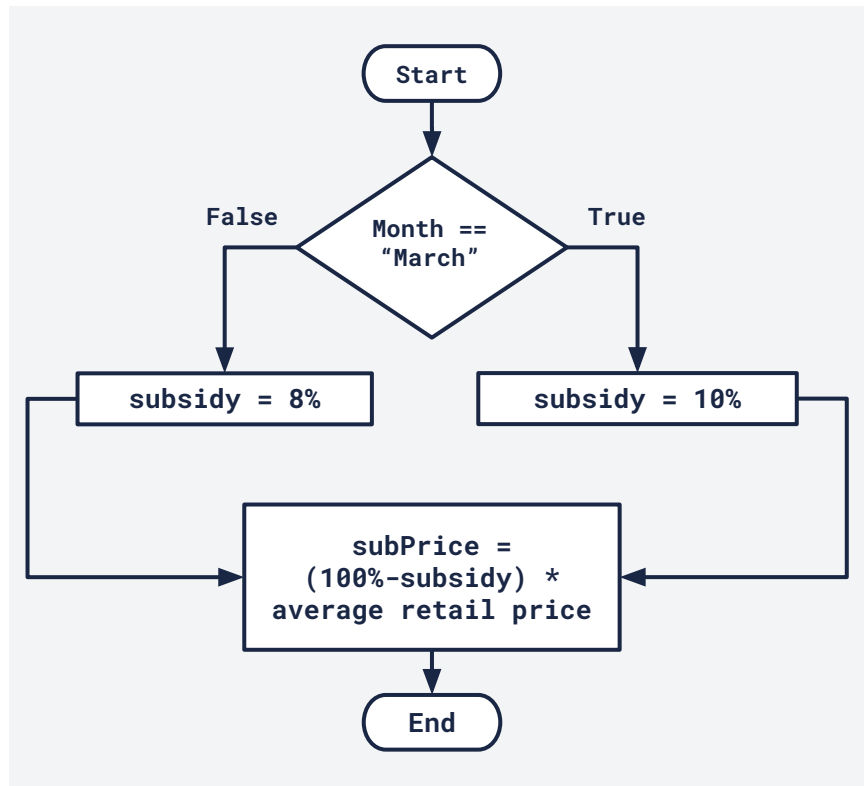 Start
False
True
Month ==
“March”
subsidy = 8%
subsidy = 10%
subPrice =
(100%-subsidy) *
average retail price
End